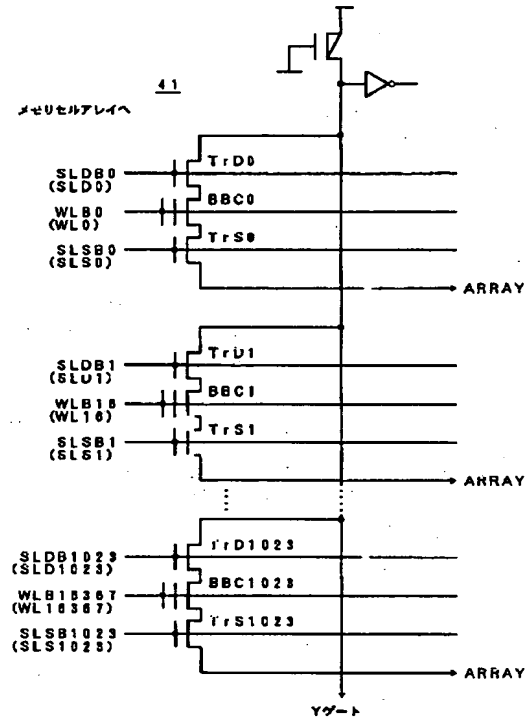 41
メモリセルアレイへ
TrD0
SLDB0
(SLD0)
BBC0
WLB0
(WL0)
TrS0
SLSB0
(SLS0)
ARRAY
TrD1
SLDB1
(SLD1)
BBC1
WLB16
(WL16)
TrS1
SLSB1
(SLS1)
ARRAY
TrD1023
SLDB1023
(SLD1023)
BBC1023
WLB16367
(WL16367)
TrS1023
SLSB1023
(SLS1023)
ARRAY
Yゲート